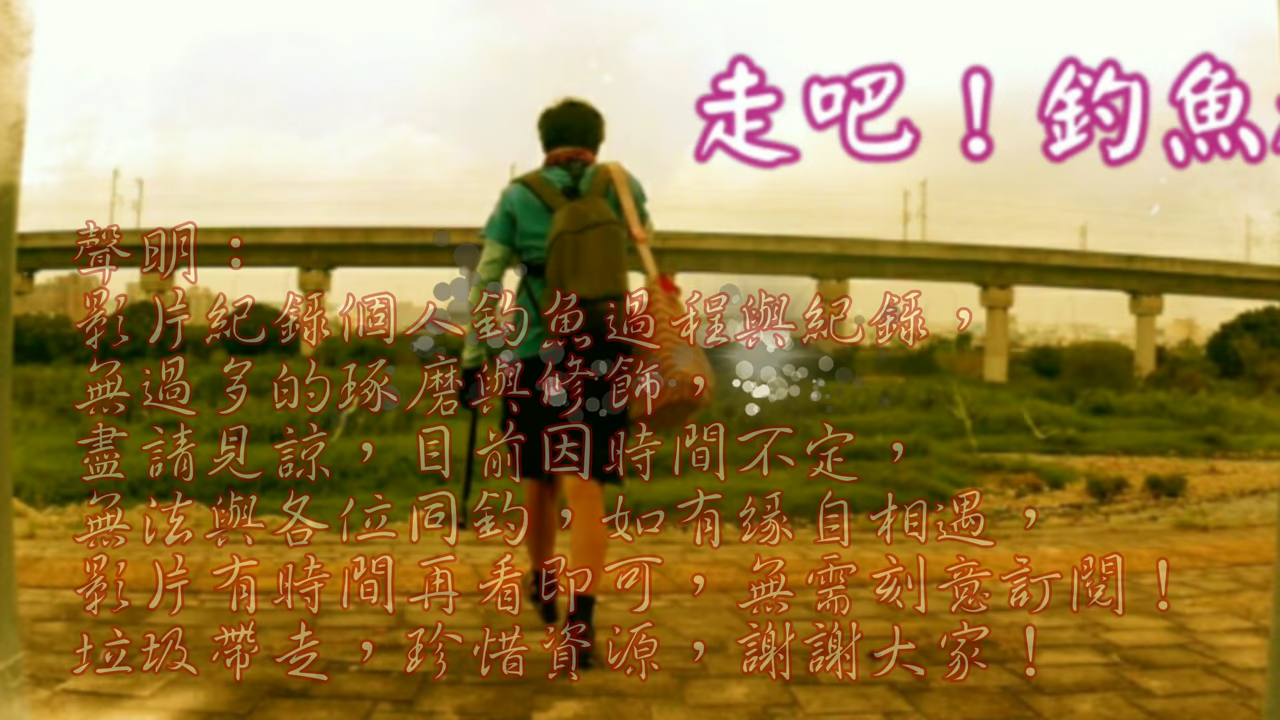 走吧！釣魚
聲明：
影片紀錄個人釣魚過程與紀錄，
無過多的琢磨與修飾，
盡請見諒，目前因時間不定，
無法與各位同釣，如有緣自相遇，
影片有時間再看即可，無需刻意訂閱！
垃圾帶走，珍惜資源，謝謝大家！